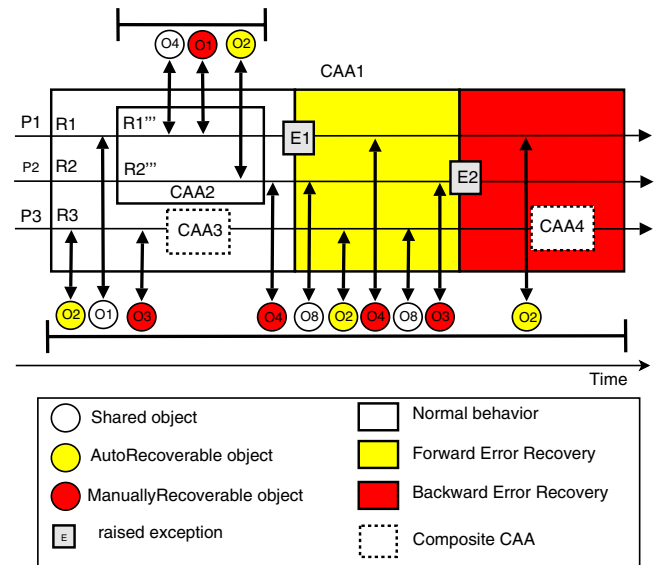 O4 O1 O2
CAA1
P1 R1 R1''' E1
P2 R2 R2''' E2
CAA2
P3 R3 CAA3 CAA4
O2 O1 O3 O4 O8 O2 O4 O8 O3 O2
Time
Shared object Normal behavior
AutoRecoverable object Forward Error Recovery
ManuallyRecoverable object Backward Error Recovery
E raised exception Composite CAA